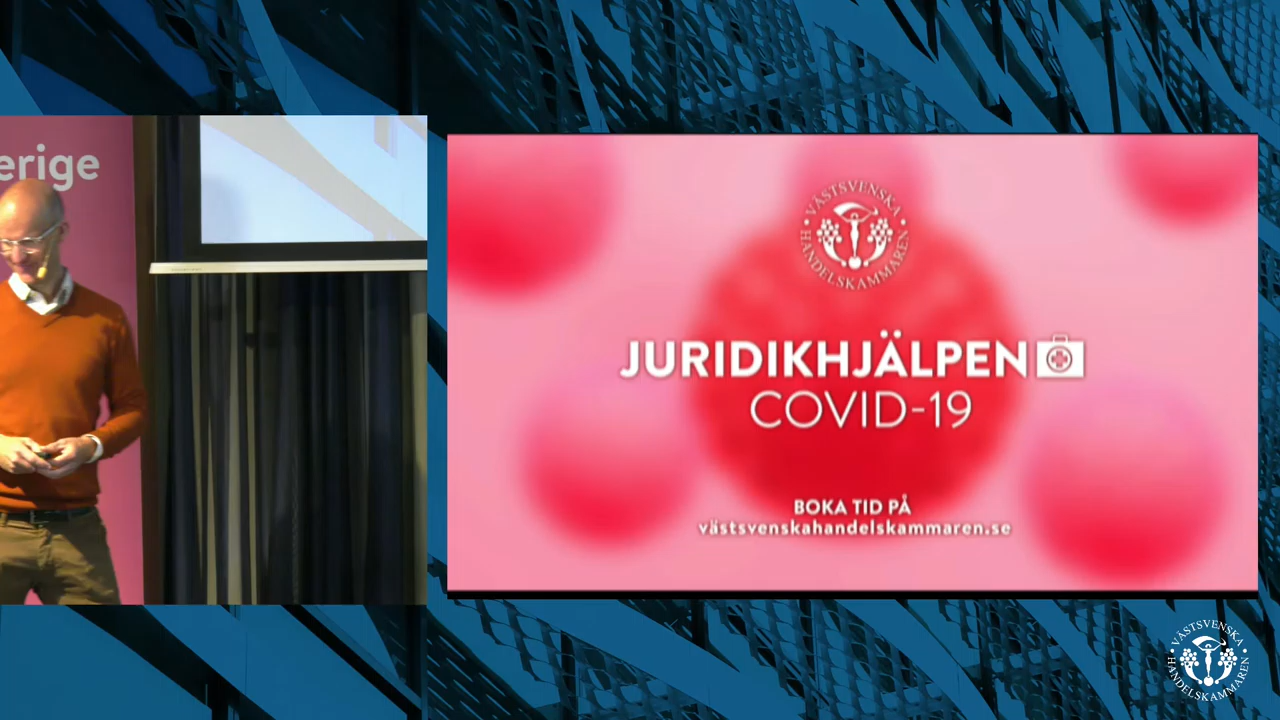 erige
VÄSTSVENSKA
HANDELSKAMMAREN
JURIDIKHJÄLPEN
COVID-19
BOKA TID PÅ
västsvenskahandelskammaren.se
VÄSTSVENSKA
HANDELSKAMMAREN